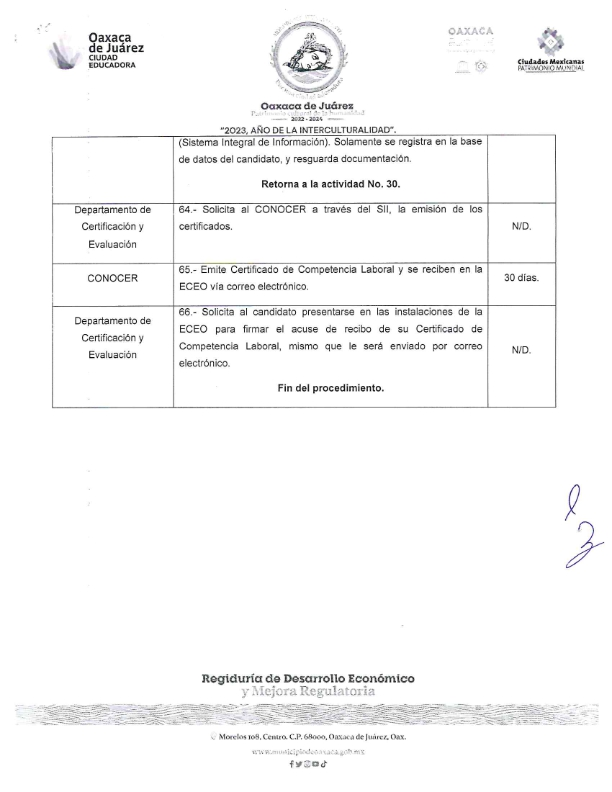 Oaxaca
de Juárez
CIUDAD
EDUCADORA
OAXACA
Ciudades Mexicanas
PATRIMONIO MUNDIAL
Oaxaca de Juárez
Patrimonio cultural de la humanidad
2022 - 2024
"2023, AÑO DE LA INTERCULTURALIDAD".
(Sistema Integral de Información). Solamente se registra en la base
de datos del candidato, y resguarda documentación.
Retorna a la actividad No. 30.
Departamento de
Certificación y
Evaluación
64.- Solicita al CONOCER a través del SII, la emisión de los
certificados.
N/D.
CONOCER
65.- Emite Certificado de Competencia Laboral y se reciben en la
ECEO vía correo electrónico.
30 días.
Departamento de
Certificación y
Evaluación
66.- Solicita al candidato presentarse en las instalaciones de la
ECEO para firmar el acuse de recibo de su Certificado de
Competencia Laboral, mismo que le será enviado por correo
electrónico.
Fin del procedimiento.
N/D.
Regiduría de Desarrollo Económico
y Mejora Regulatoria
Morelos 108, Centro. C.P. 68000, Oaxaca de Juárez, Oax.
www.municipiodeoaxaca.gob.mx